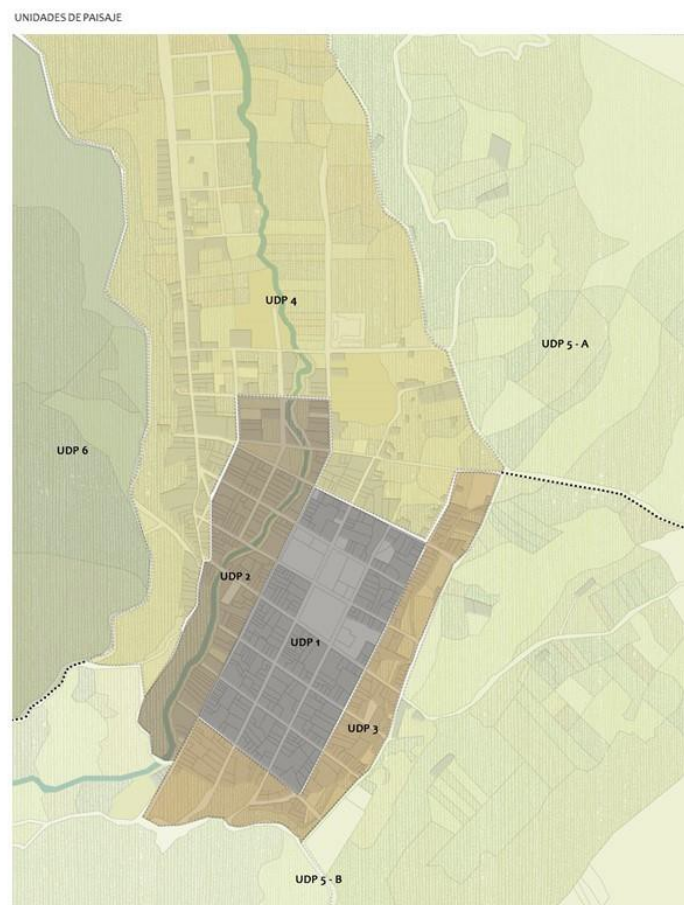 UNIDADES DE PAISAJE
UDP 4
UDP 5 - A
UDP 6
UDP 2
UDP 1
UDP 3
UDP 5 - B